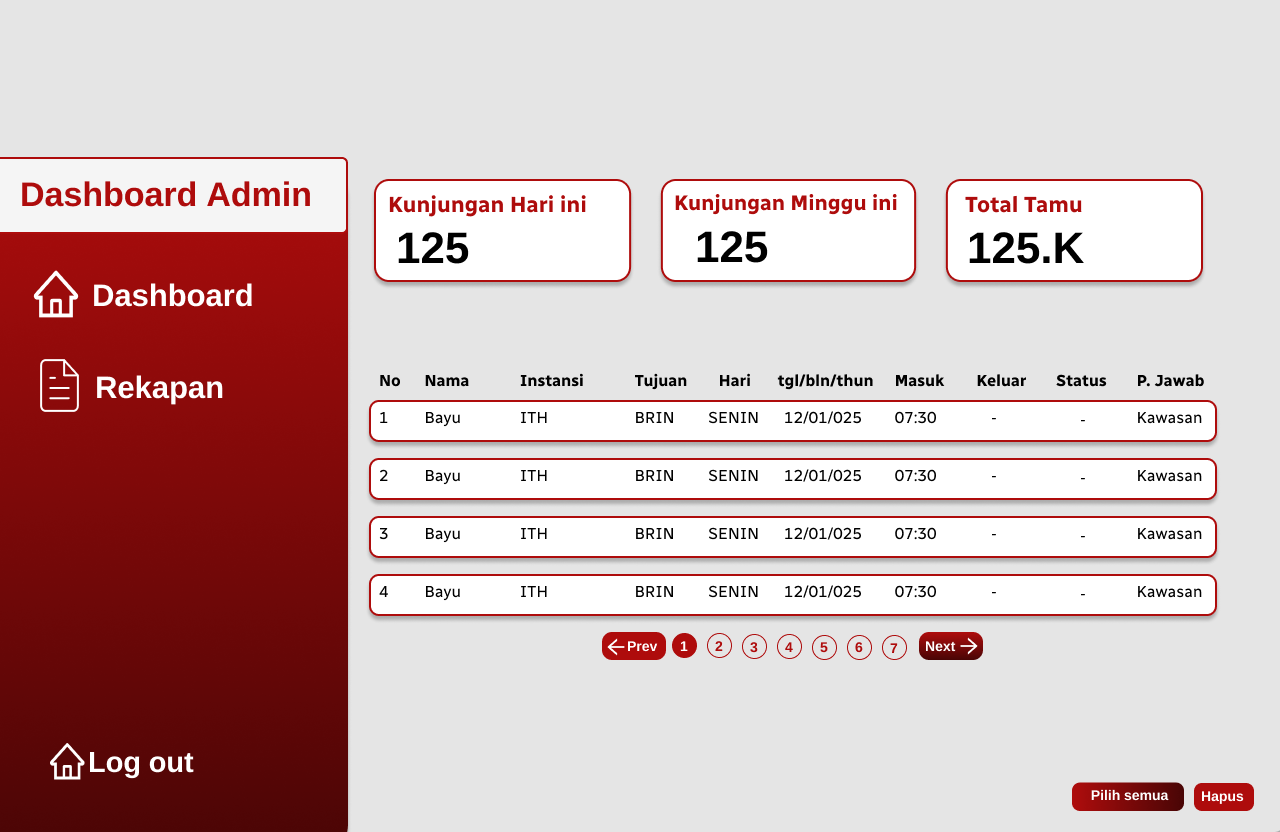 Dashboard Admin
Dashboard
Rekapan
Log out
Kunjungan Hari ini
125
Kunjungan Minggu ini
125
Total Tamu
125.K
No Nama Instansi Tujuan Hari tgl/bln/thun Masuk Keluar Status P. Jawab
1 Bayu ITH BRIN SENIN 12/01/025 07:30 - - Kawasan
2 Bayu ITH BRIN SENIN 12/01/025 07:30 - - Kawasan
3 Bayu ITH BRIN SENIN 12/01/025 07:30 - - Kawasan
4 Bayu ITH BRIN SENIN 12/01/025 07:30 - - Kawasan
Prev 1 2 3 4 5 6 7 Next
Pilih semua Hapus